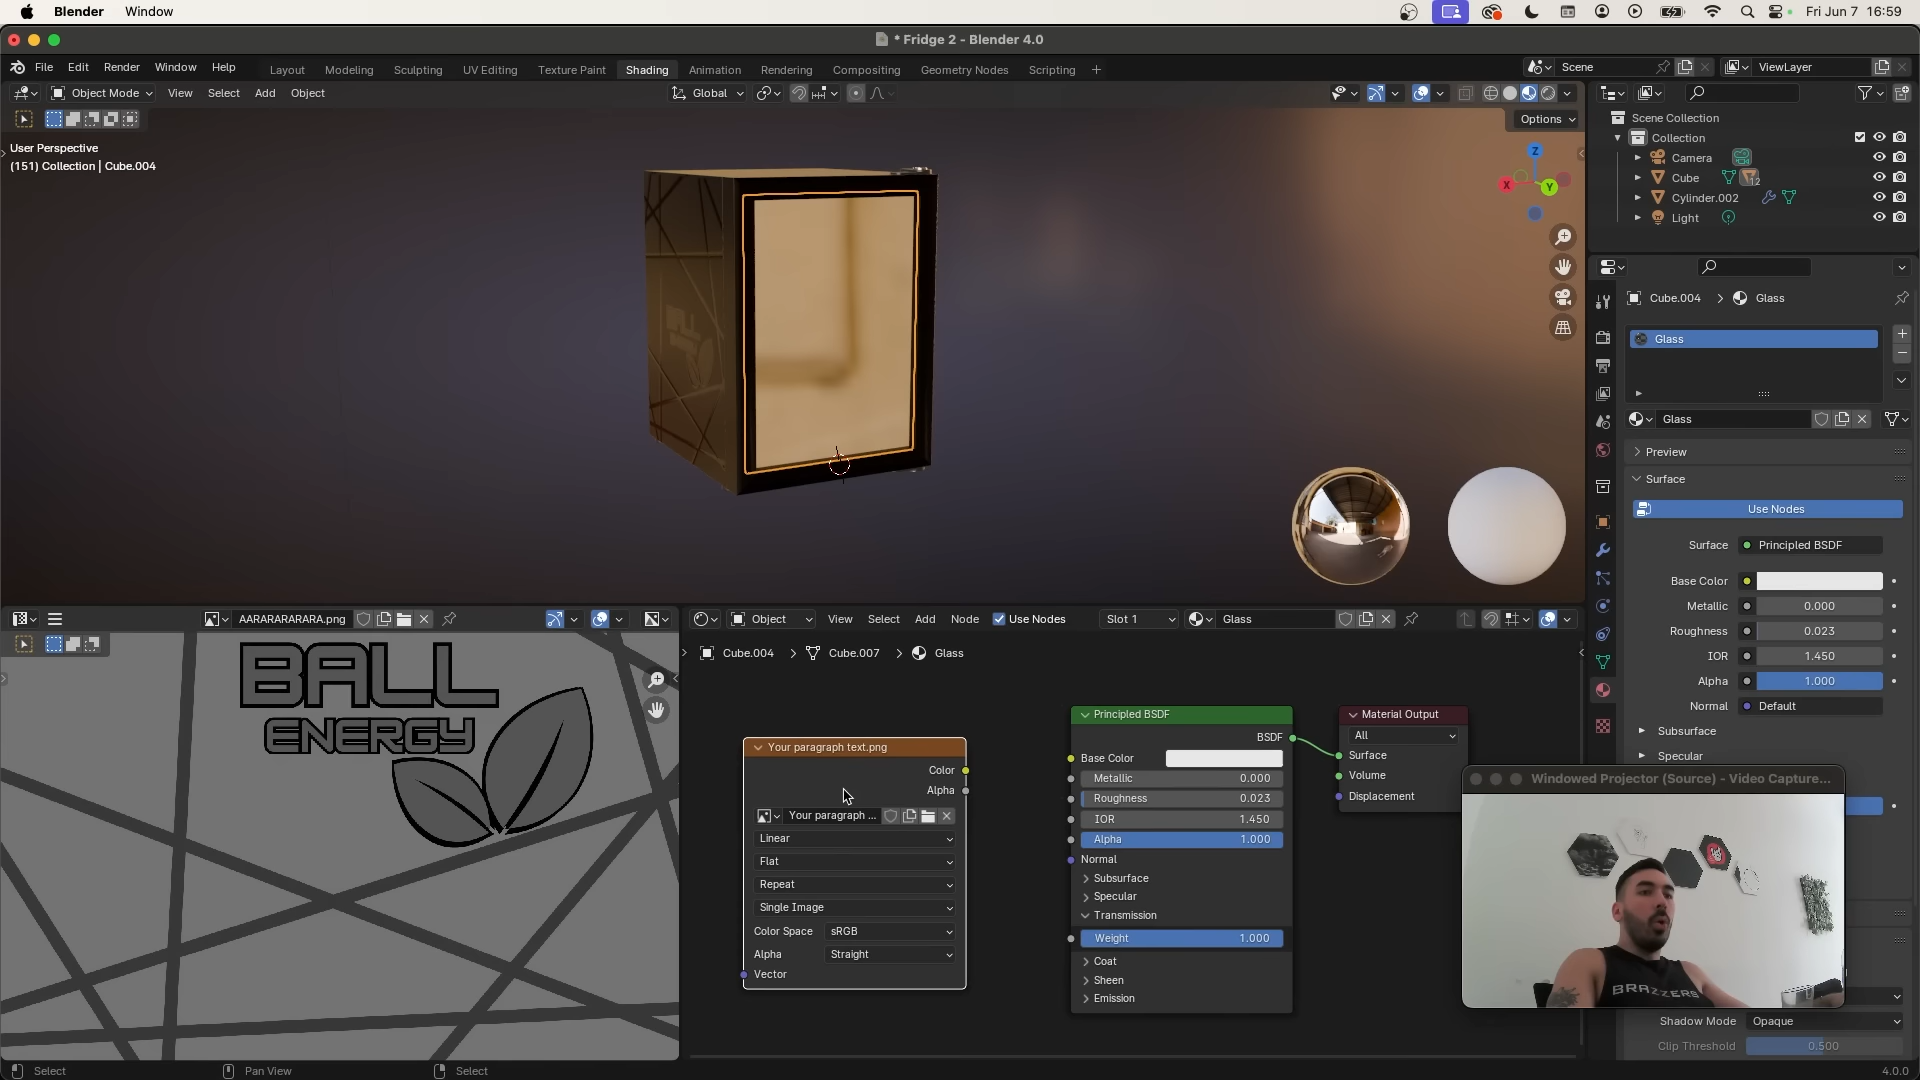 Blender Window Fri Jun 7 16:59
* Fridge 2 - Blender 4.0
File Edit Render Window Help Layout Modeling Sculpting UV Editing Texture Paint Shading Animation Rendering Compositing Geometry Nodes Scripting + Scene ViewLayer
Object Mode View Select Add Object Global
Options
User Perspective
(151) Collection | Cube.004
Z
X
Y
Scene Collection
Collection
Camera
Cube 12
Cylinder.002
Light
Cube.004 > Glass
Glass
Glass
Preview
Surface
Use Nodes
Surface Principled BSDF
Base Color
Metallic 0.000
Roughness 0.023
IOR 1.450
Alpha 1.000
Normal Default
Subsurface
Specular
Shadow Mode Opaque
Clip Threshold 0.500
AARARARARARA.png
BALL
ENERGY
Object View Select Add Node Use Nodes Slot 1 Glass
Cube.004 > Cube.007 > Glass
Your paragraph text.png
Color
Alpha
Your paragraph ...
Linear
Flat
Repeat
Single Image
Color Space sRGB
Alpha Straight
Vector
Principled BSDF
BSDF
Base Color
Metallic 0.000
Roughness 0.023
IOR 1.450
Alpha 1.000
Normal
Subsurface
Specular
Transmission
Weight 1.000
Coat
Sheen
Emission
Material Output
All
Surface
Volume
Displacement
Windowed Projector (Source) - Video Capture...
BRAZZERS
Select Pan View Select 4.0.0